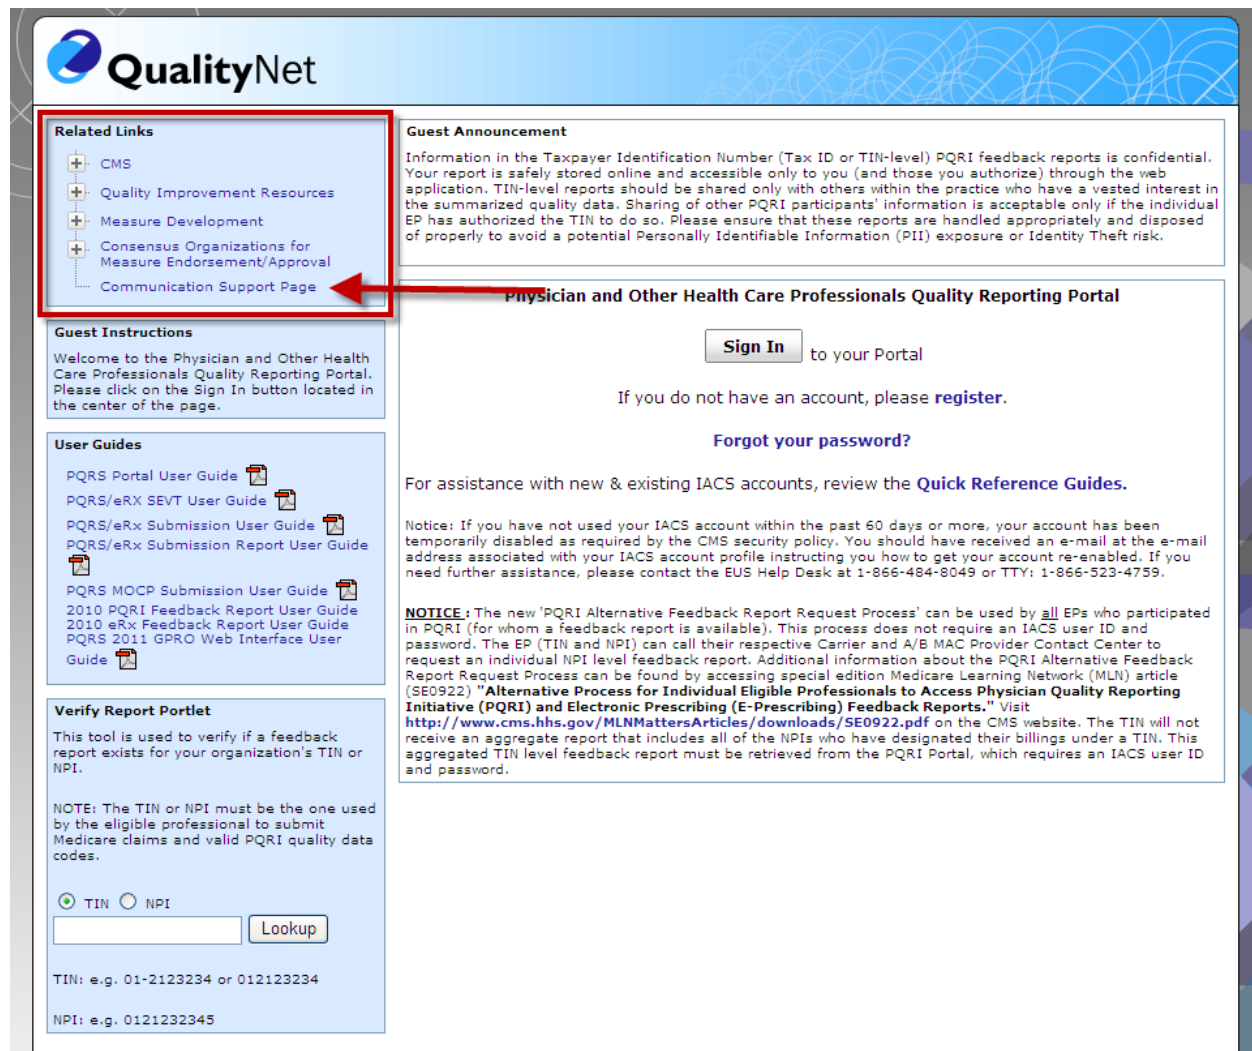 QualityNet
Related Links
CMS
Quality Improvement Resources
Measure Development
Consensus Organizations for
Measure Endorsement/Approval
Communication Support Page
Guest Instructions
Welcome to the Physician and Other Health
Care Professionals Quality Reporting Portal.
Please click on the Sign In button located in
the center of the page.
User Guides
PQRS Portal User Guide
PQRS/eRX SEVT User Guide
PQRS/eRx Submission User Guide
PQRS/eRx Submission Report User Guide
PQRS MOCP Submission User Guide
2010 PQRI Feedback Report User Guide
2010 eRx Feedback Report User Guide
PQRS 2011 GPRO Web Interface User
Guide
Verify Report Portlet
This tool is used to verify if a feedback
report exists for your organization's TIN or
NPI.
NOTE: The TIN or NPI must be the one used
by the eligible professional to submit
Medicare claims and valid PQRI quality data
codes.
TIN NPI
Lookup
TIN: e.g. 01-2123234 or 012123234
NPI: e.g. 0121232345
Guest Announcement
Information in the Taxpayer Identification Number (Tax ID or TIN-level) PQRI feedback reports is confidential.
Your report is safely stored online and accessible only to you (and those you authorize) through the web
application. TIN-level reports should be shared only with others within the practice who have a vested interest in
the summarized quality data. Sharing of other PQRI participants' information is acceptable only if the individual
EP has authorized the TIN to do so. Please ensure that these reports are handled appropriately and disposed
of properly to avoid a potential Personally Identifiable Information (PII) exposure or Identity Theft risk.
Physician and Other Health Care Professionals Quality Reporting Portal
Sign In to your Portal
If you do not have an account, please register.
Forgot your password?
For assistance with new & existing IACS accounts, review the Quick Reference Guides.
Notice: If you have not used your IACS account within the past 60 days or more, your account has been
temporarily disabled as required by the CMS security policy. You should have received an e-mail at the e-mail
address associated with your IACS account profile instructing you how to get your account re-enabled. If you
need further assistance, please contact the EUS Help Desk at 1-866-484-8049 or TTY: 1-866-523-4759.
NOTICE : The new 'PQRI Alternative Feedback Report Request Process' can be used by all EPs who participated
in PQRI (for whom a feedback report is available). This process does not require an IACS user ID and
password. The EP (TIN and NPI) can call their respective Carrier and A/B MAC Provider Contact Center to
request an individual NPI level feedback report. Additional information about the PQRI Alternative Feedback
Report Request Process can be found by accessing special edition Medicare Learning Network (MLN) article
(SE0922) "Alternative Process for Individual Eligible Professionals to Access Physician Quality Reporting
Initiative (PQRI) and Electronic Prescribing (E-Prescribing) Feedback Reports." Visit
http://www.cms.hhs.gov/MLNMattersArticles/downloads/SE0922.pdf on the CMS website. The TIN will not
receive an aggregate report that includes all of the NPIs who have designated their billings under a TIN. This
aggregated TIN level feedback report must be retrieved from the PQRI Portal, which requires an IACS user ID
and password.